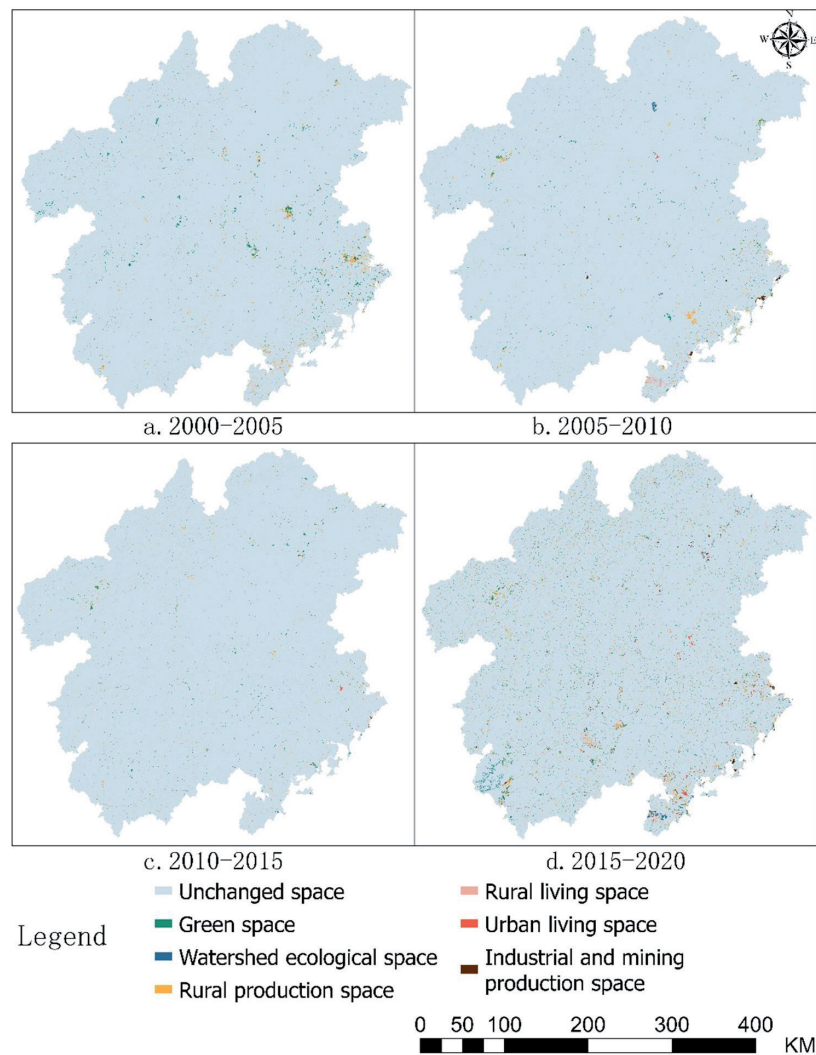 N
W E
S
a. 2000-2005
b. 2005-2010
c. 2010-2015
d. 2015-2020
Legend
Unchanged space
Green space
Watershed ecological space
Rural production space
Rural living space
Urban living space
Industrial and mining
production space
0 50 100 200 300 400
KM